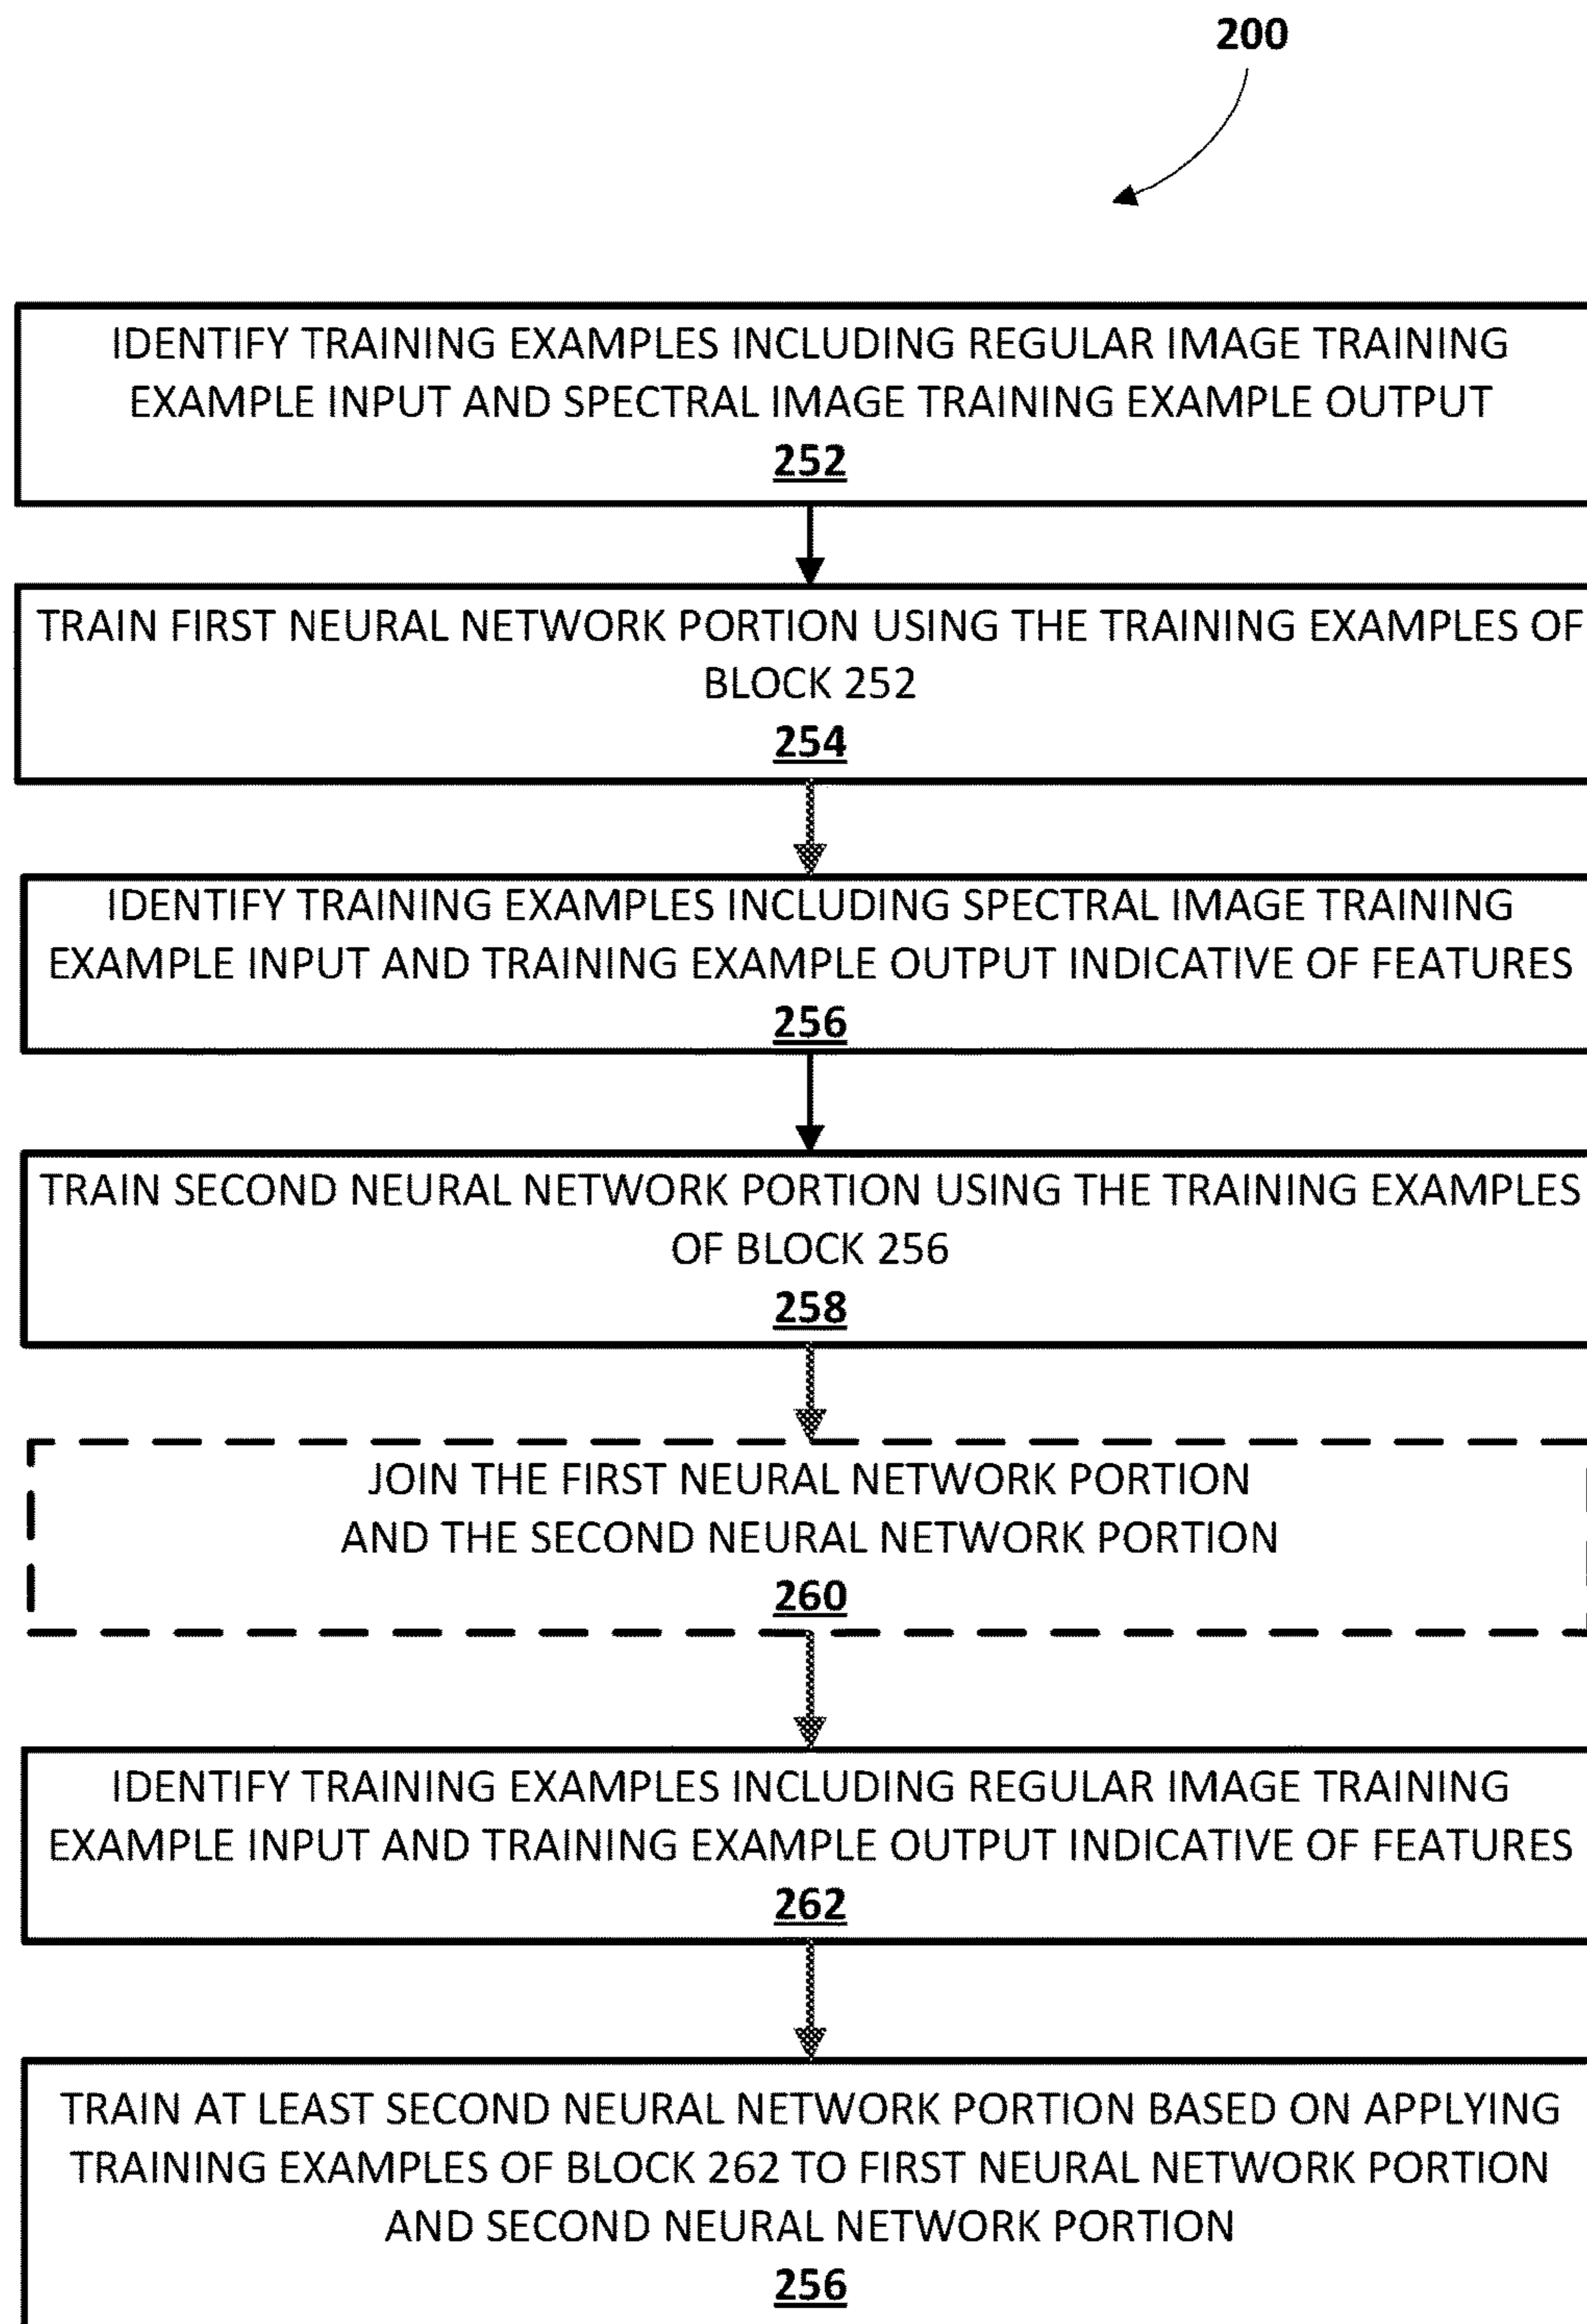 200
IDENTIFY TRAINING EXAMPLES INCLUDING REGULAR IMAGE TRAINING
EXAMPLE INPUT AND SPECTRAL IMAGE TRAINING EXAMPLE OUTPUT
252
TRAIN FIRST NEURAL NETWORK PORTION USING THE TRAINING EXAMPLES OF
BLOCK 252
254
IDENTIFY TRAINING EXAMPLES INCLUDING SPECTRAL IMAGE TRAINING
EXAMPLE INPUT AND TRAINING EXAMPLE OUTPUT INDICATIVE OF FEATURES
256
TRAIN SECOND NEURAL NETWORK PORTION USING THE TRAINING EXAMPLES
OF BLOCK 256
258
JOIN THE FIRST NEURAL NETWORK PORTION
AND THE SECOND NEURAL NETWORK PORTION
260
IDENTIFY TRAINING EXAMPLES INCLUDING REGULAR IMAGE TRAINING
EXAMPLE INPUT AND TRAINING EXAMPLE OUTPUT INDICATIVE OF FEATURES
262
TRAIN AT LEAST SECOND NEURAL NETWORK PORTION BASED ON APPLYING
TRAINING EXAMPLES OF BLOCK 262 TO FIRST NEURAL NETWORK PORTION
AND SECOND NEURAL NETWORK PORTION
256